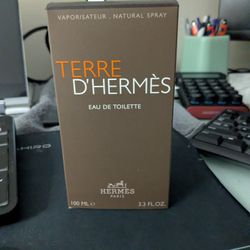 VAPORISATEUR . NATURAL SPRAY
TERRE
D'HERMÈS
EAU DE TOILETTE
HERMÈS
PARIS
100 ML ℮ 3.3 FL.OZ.